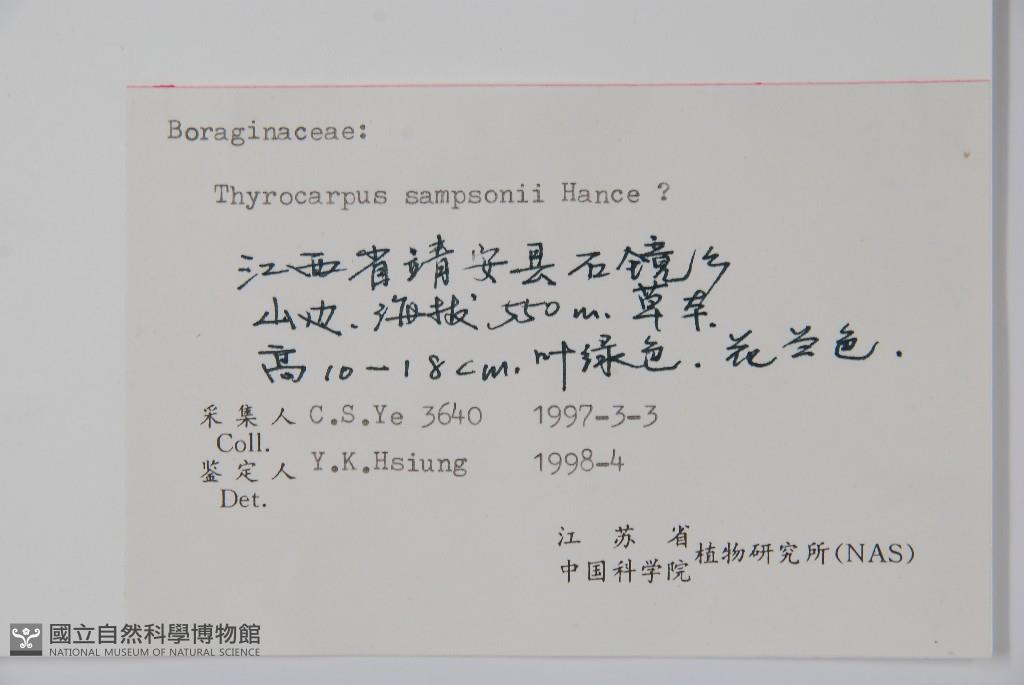 Boraginaceae:
Thyrocarpus sampsonii Hance ?
江西省靖安县石镜乡
山边. 海拔 550 m. 草本.
高 10-18cm. 叶绿色. 花兰色.
采集人 C.S.Ye 3640 1997-3-3
Coll.
鉴定人 Y.K.Hsiung 1998-4
Det.
江苏省
中国科学院 植物研究所(NAS)
國立自然科學博物館
NATIONAL MUSEUM OF NATURAL SCIENCE